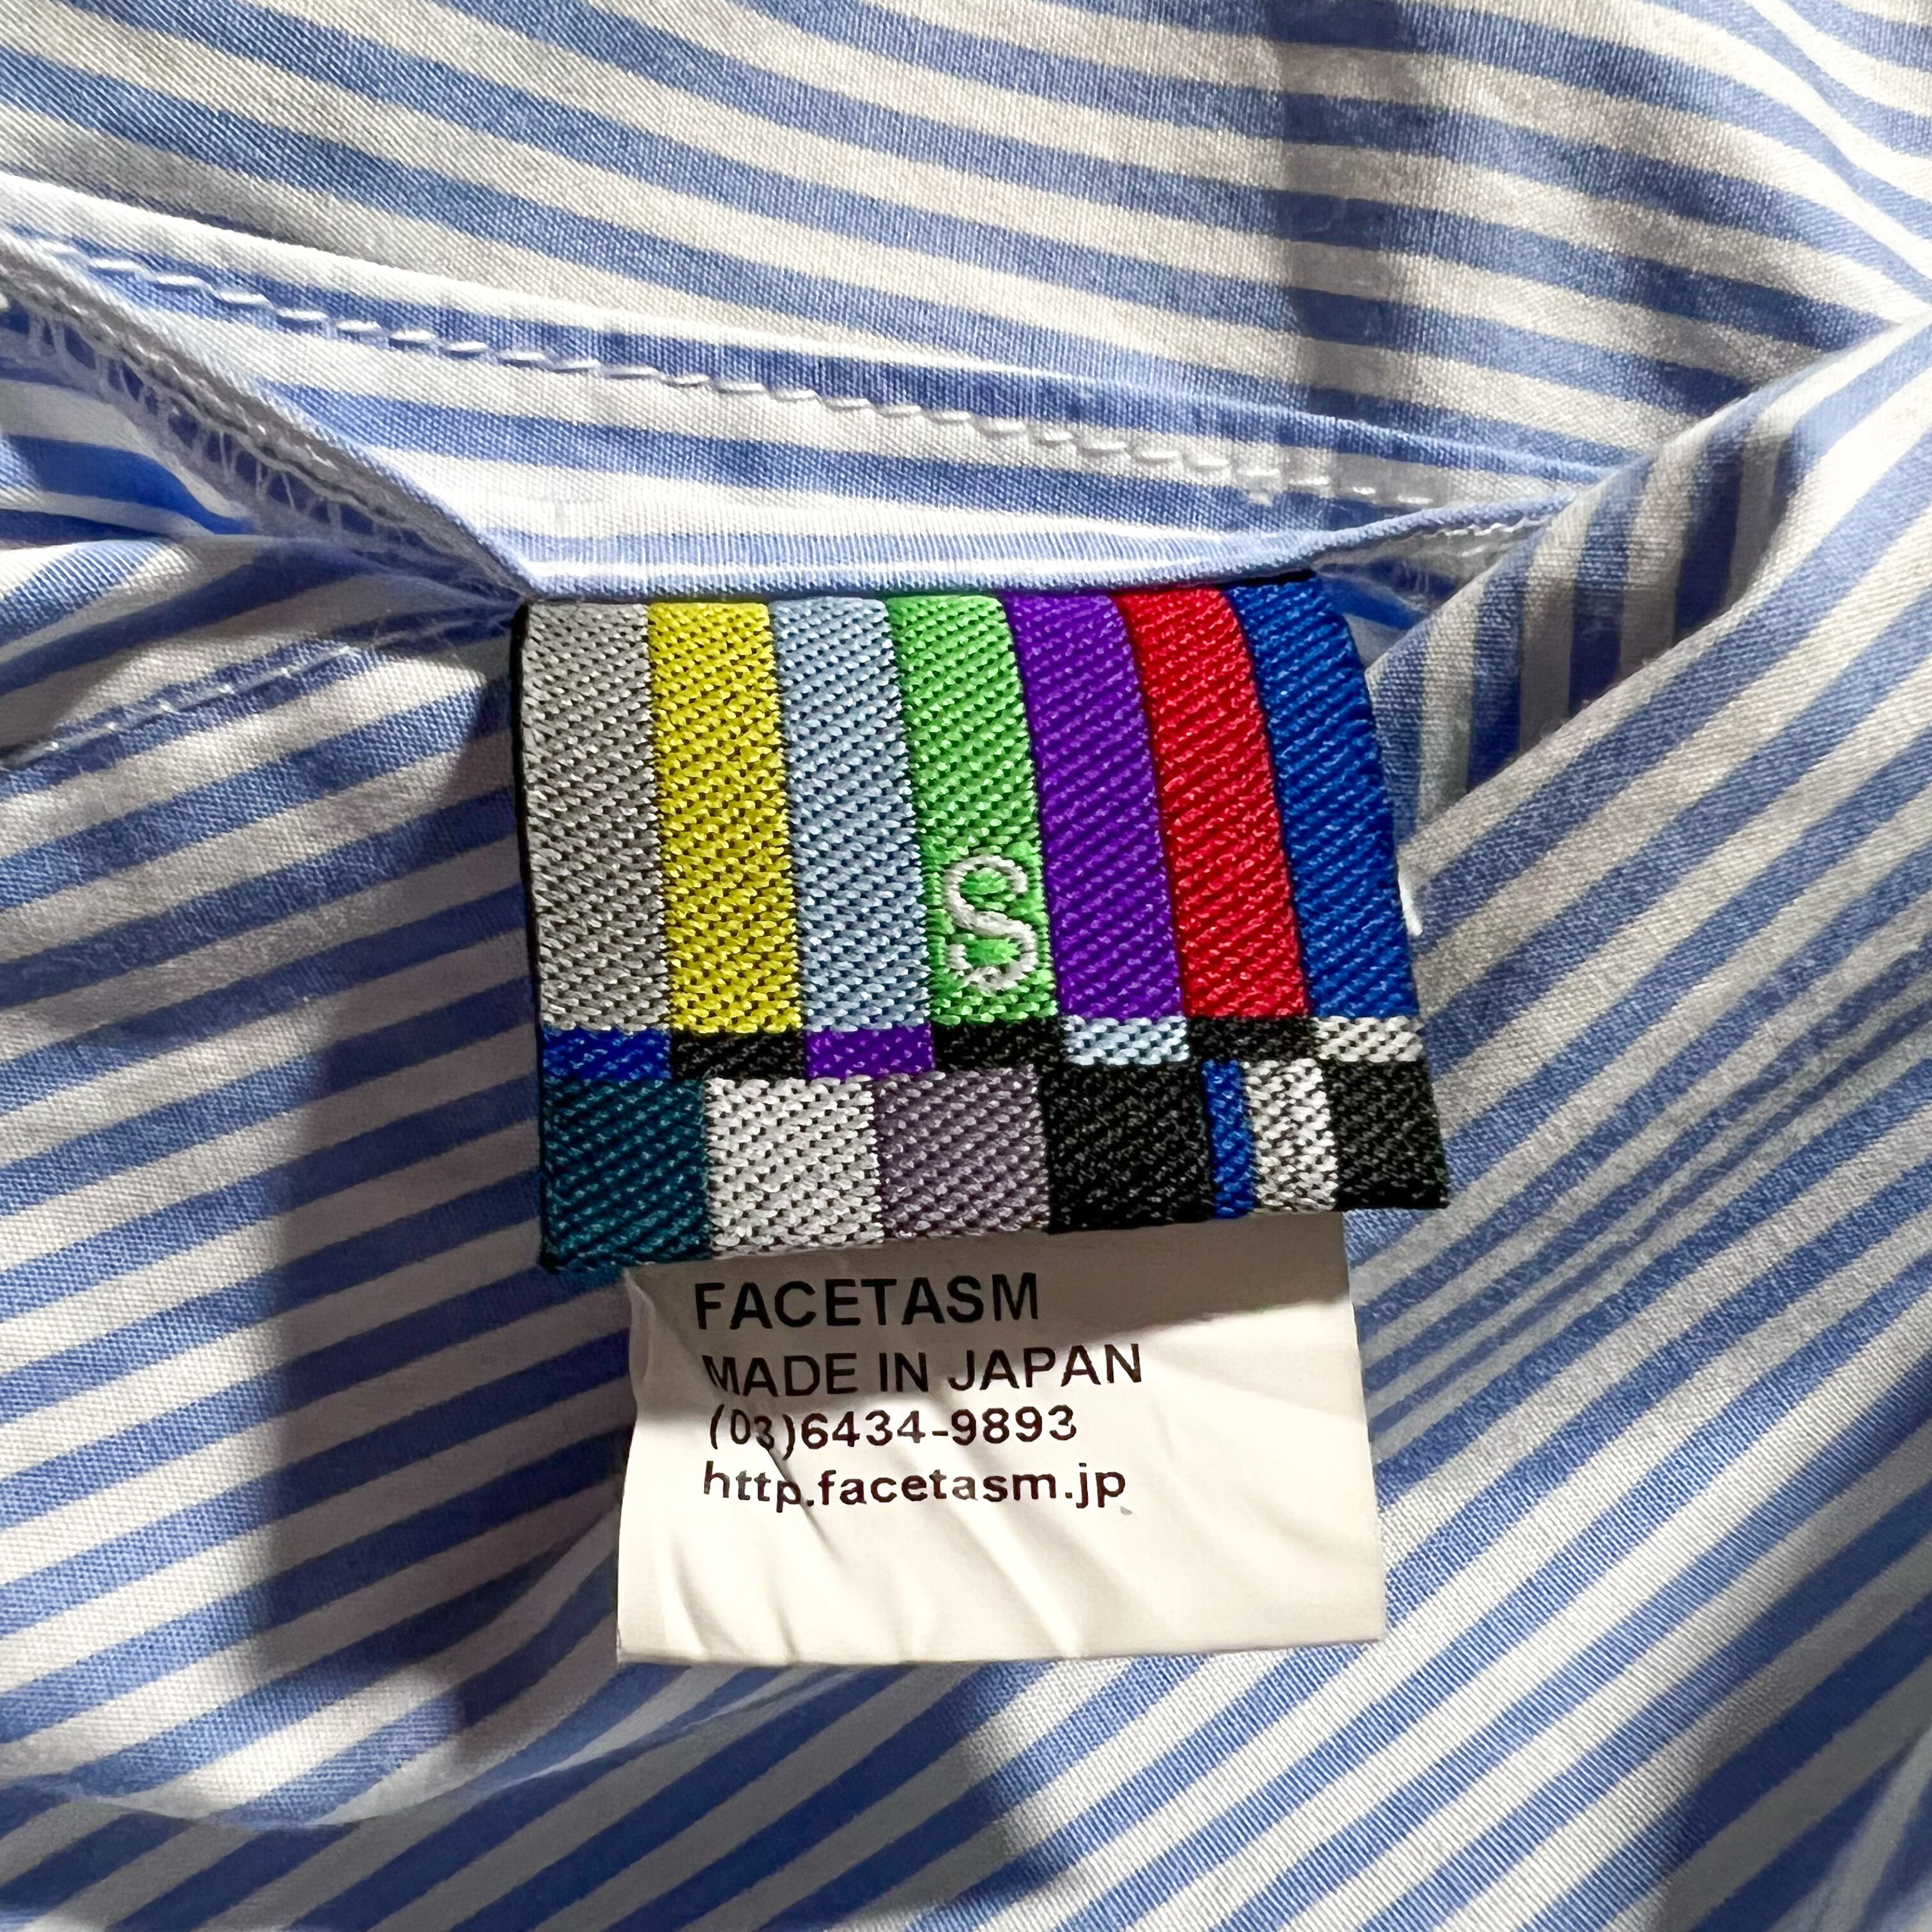 S
FACETASM
MADE IN JAPAN
(03)6434-9893
http.facetasm.jp